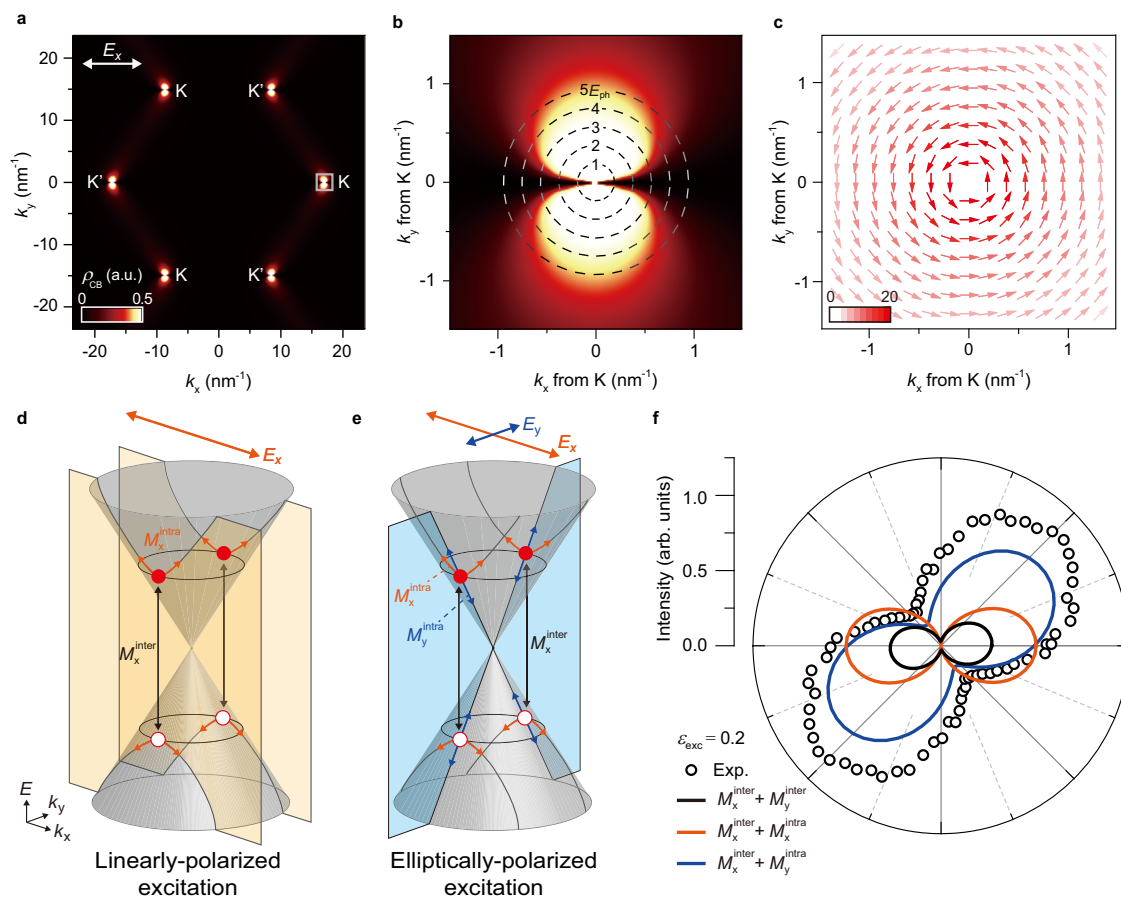 a
20
10
0
-10
-20
k_y (nm⁻¹)
E_x
K
K'
K'
K
K
K'
ρ_CB (a.u.)
0 0.5
-20 -10 0 10 20
k_x (nm⁻¹)
b
1
0
-1
k_y from K (nm⁻¹)
5E_ph
4
3
2
1
-1 0 1
k_x from K (nm⁻¹)
c
1
0
-1
k_y from K (nm⁻¹)
0 20
-1 0 1
k_x from K (nm⁻¹)
d
E_x
M_x^intra
M_x^inter
E
k_y
k_x
Linearly-polarized
excitation
e
E_y
E_x
M_x^intra
M_y^intra
M_x^inter
Elliptically-polarized
excitation
f
Intensity (arb. units)
1.0
0.0
ε_exc = 0.2
Exp.
M_x^inter + M_y^inter
M_x^inter + M_x^intra
M_x^inter + M_y^intra